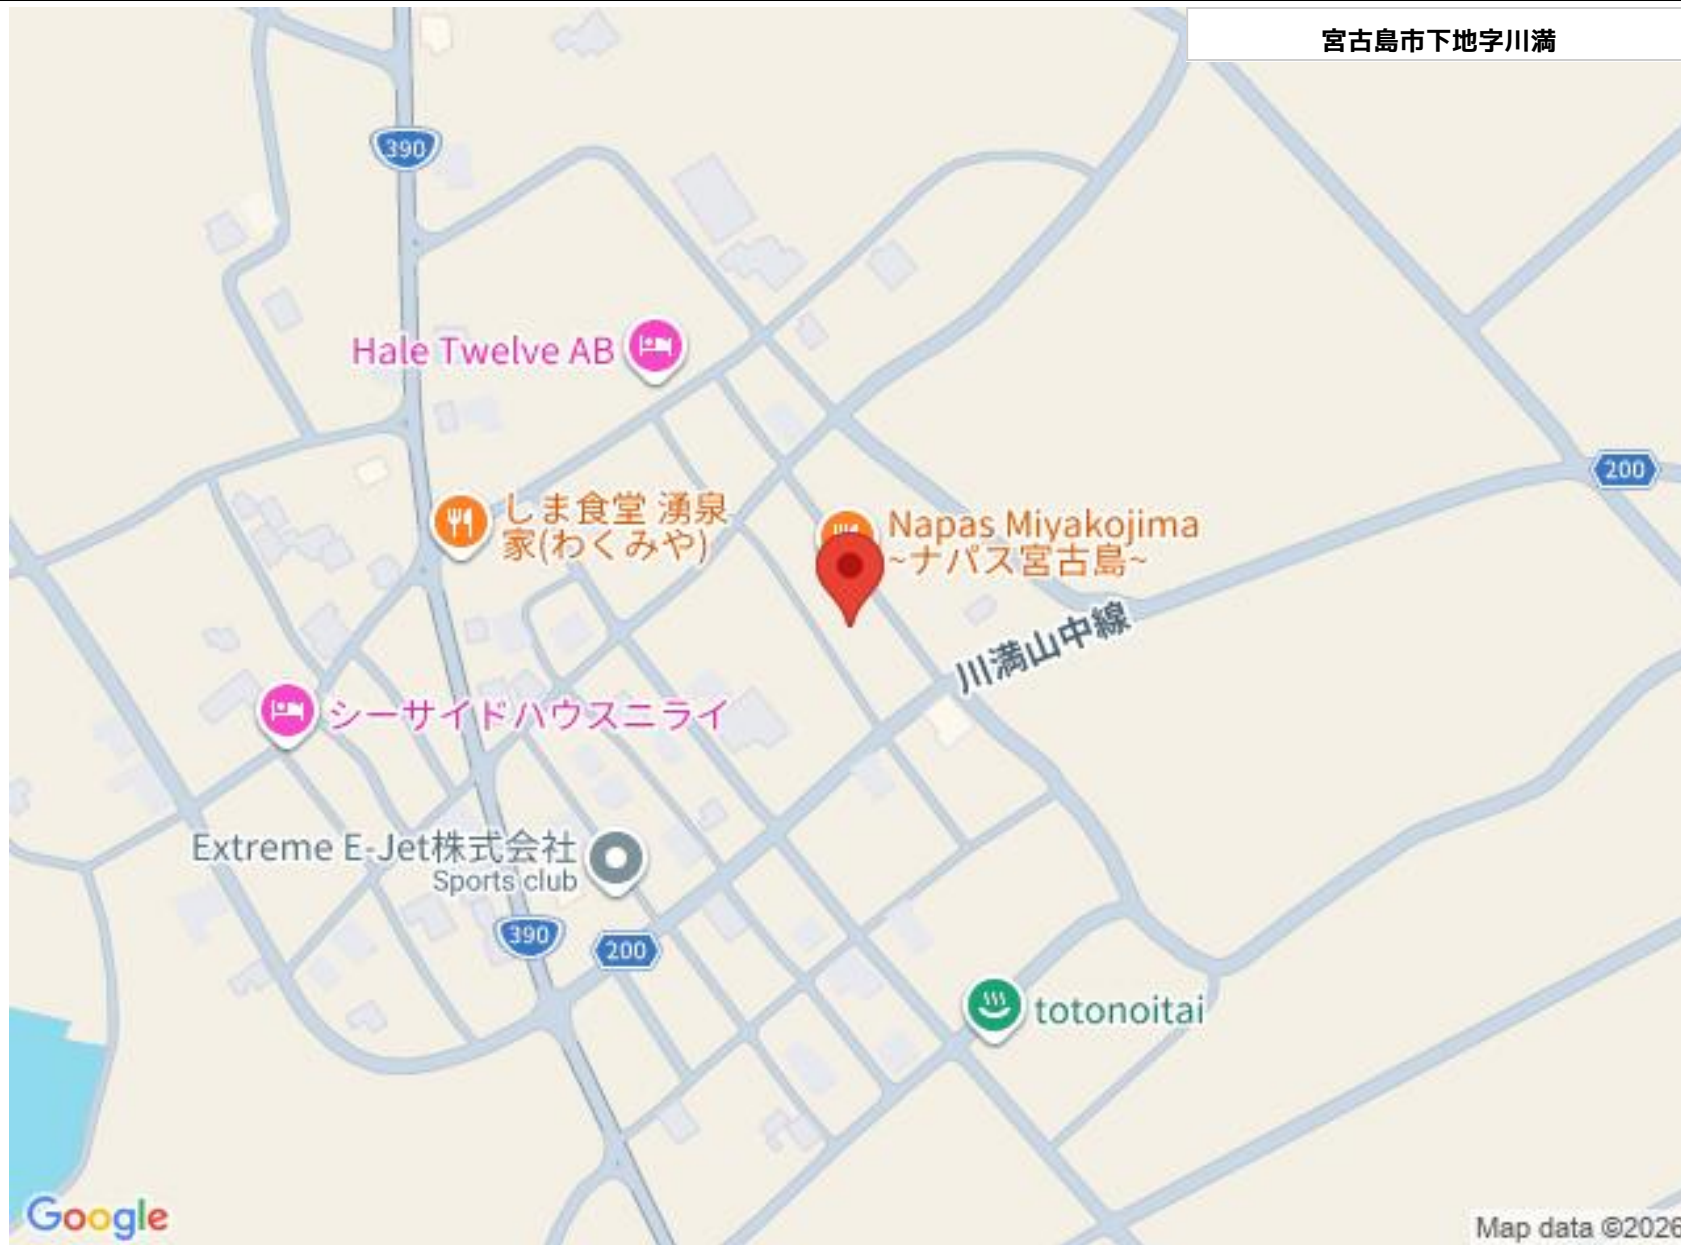 宮古島市下地字川満
390
Hale Twelve AB
200
しま食堂 湧泉
家(わくみや)
Napas Miyakojima
~ナパス宮古島~
川満山中線
シーサイドハウスニライ
Extreme E-Jet株式会社
Sports club
390
200
totonoitai
Google
Map data ©2026